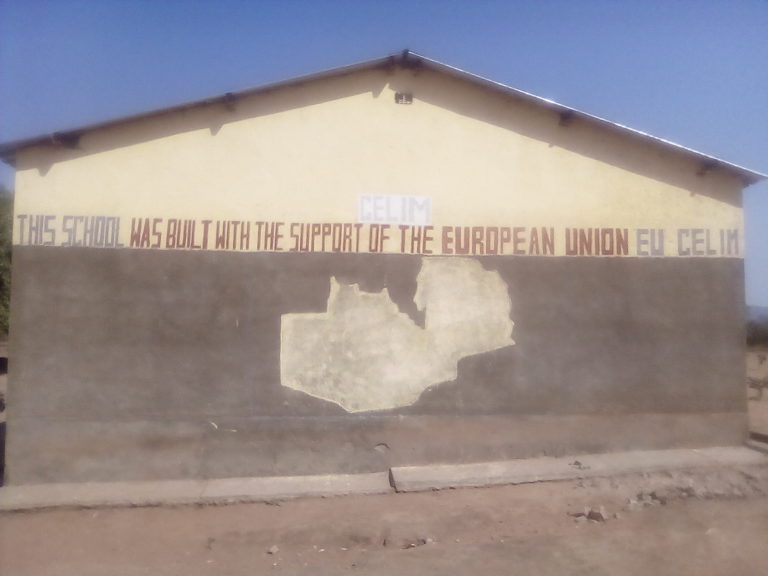 CELIM
THIS SCHOOL WAS BUILT WITH THE SUPPORT OF THE EUROPEAN UNION EU CELIM